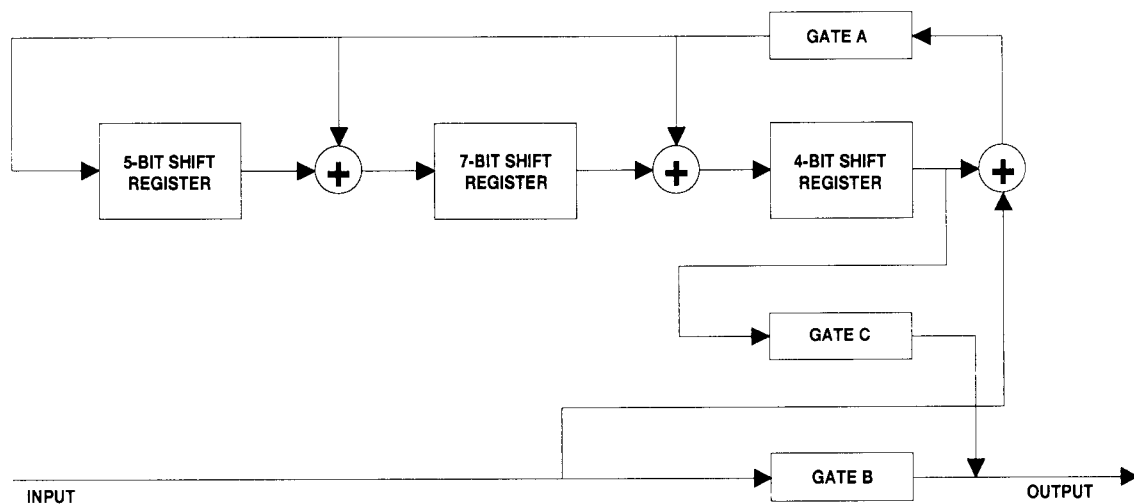 GATE A
5-BIT SHIFT
REGISTER
+
7-BIT SHIFT
REGISTER
+
4-BIT SHIFT
REGISTER
+
GATE C
GATE B
INPUT
OUTPUT